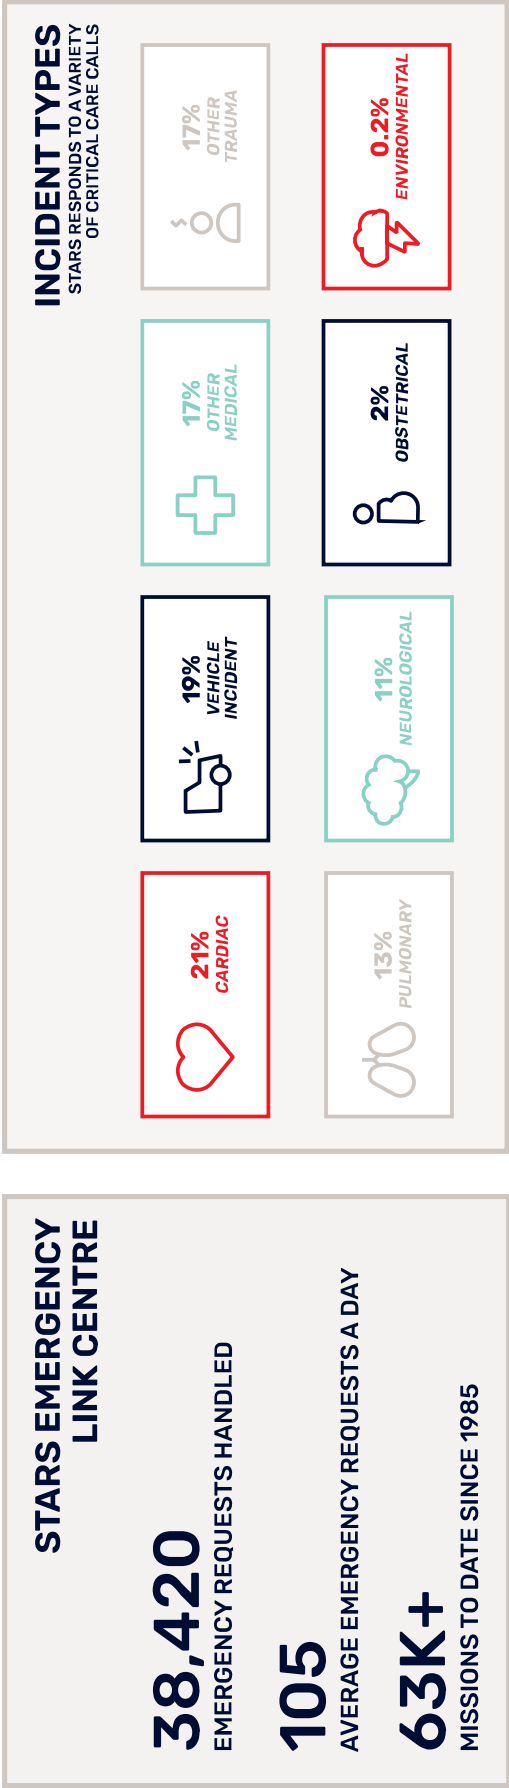 STARS EMERGENCY
LINK CENTRE
38,420
EMERGENCY REQUESTS HANDLED
105
AVERAGE EMERGENCY REQUESTS A DAY
63K+
MISSIONS TO DATE SINCE 1985
INCIDENT TYPES
STARS RESPONDS TO A VARIETY
OF CRITICAL CARE CALLS
21%
CARDIAC
19%
VEHICLE
INCIDENT
17%
OTHER
MEDICAL
17%
OTHER
TRAUMA
13%
PULMONARY
11%
NEUROLOGICAL
2%
OBSTETRICAL
0.2%
ENVIRONMENTAL